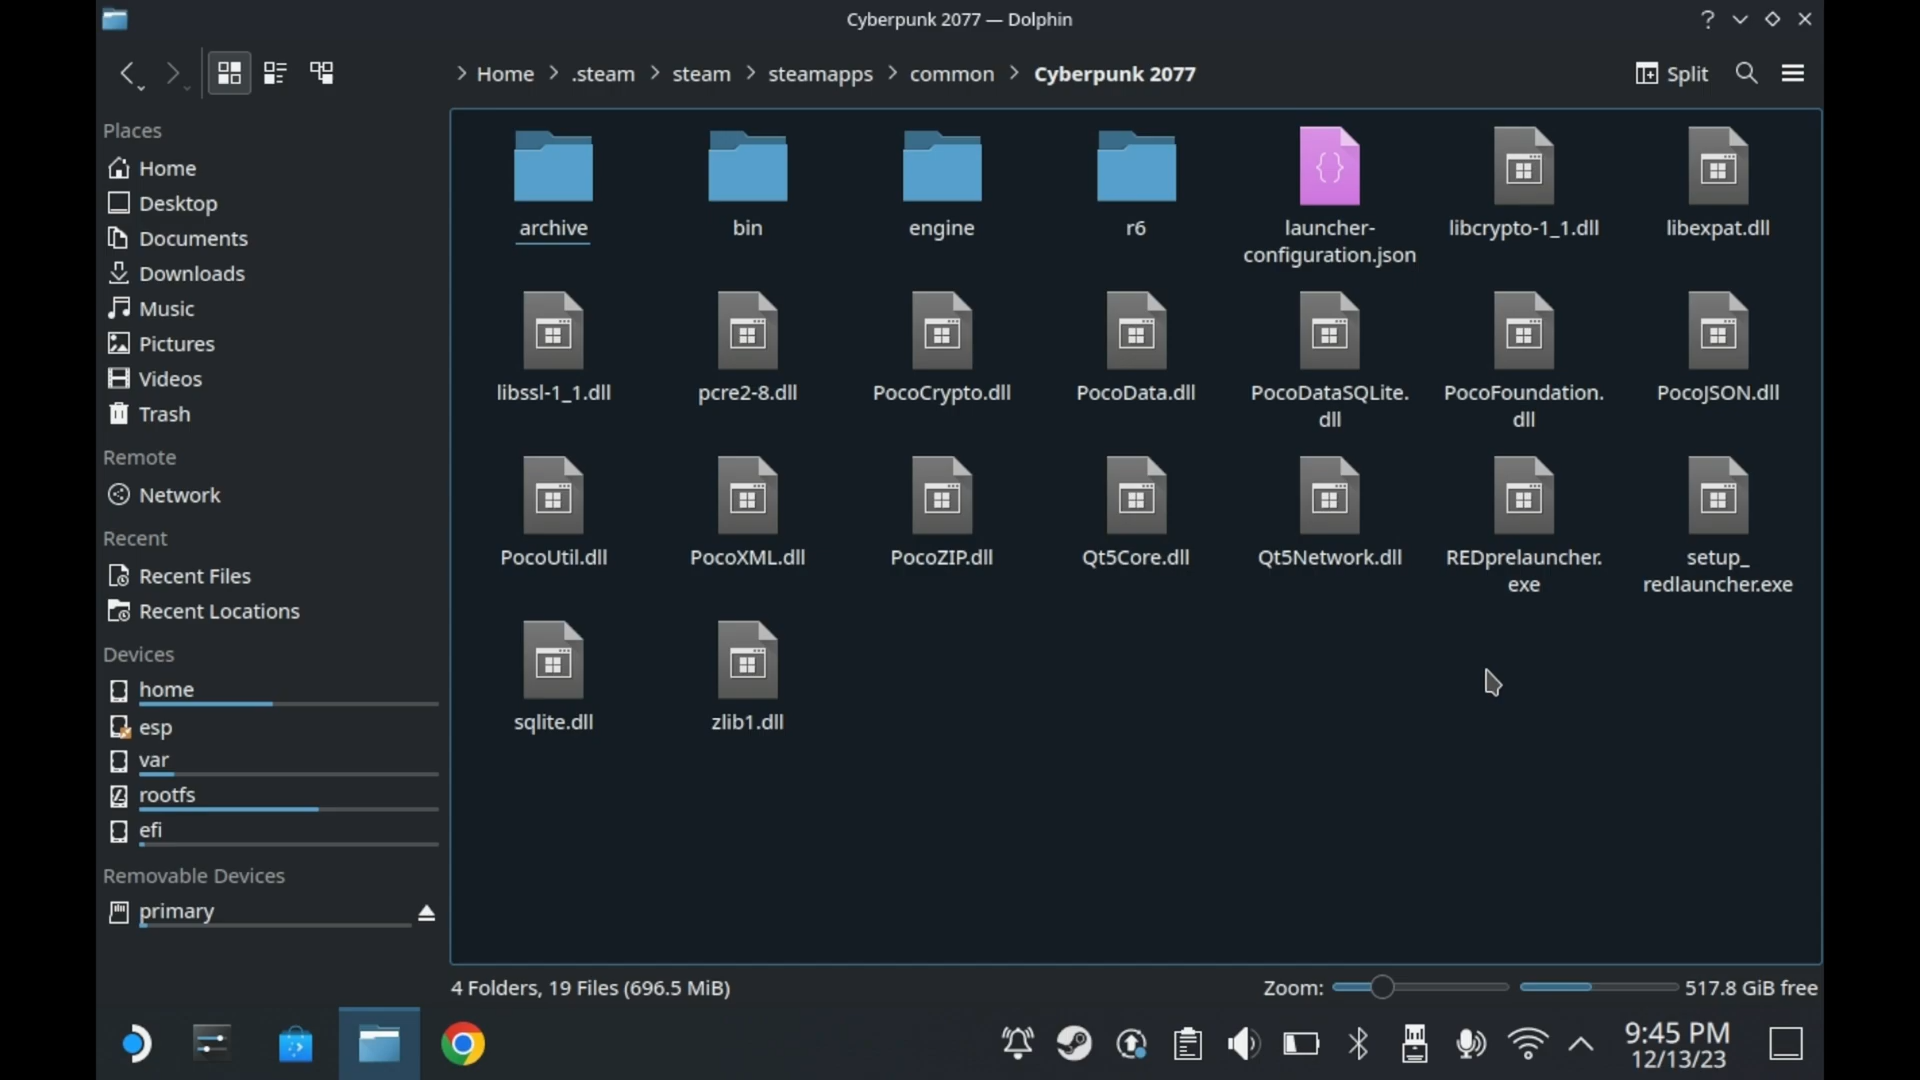 Cyberpunk 2077 — Dolphin
Home > .steam > steam > steamapps > common > Cyberpunk 2077
Split
Places
Home
Desktop
Documents
Downloads
Music
Pictures
Videos
Trash
Remote
Network
Recent
Recent Files
Recent Locations
Devices
home
esp
var
rootfs
efi
Removable Devices
primary
archive
bin
engine
r6
launcher-
configuration.json
libcrypto-1_1.dll
libexpat.dll
libssl-1_1.dll
pcre2-8.dll
PocoCrypto.dll
PocoData.dll
PocoDataSQLite.
dll
PocoFoundation.
dll
PocoJSON.dll
PocoUtil.dll
PocoXML.dll
PocoZIP.dll
Qt5Core.dll
Qt5Network.dll
REDprelauncher.
exe
setup_
redlauncher.exe
sqlite.dll
zlib1.dll
4 Folders, 19 Files (696.5 MiB)
Zoom:
517.8 GiB free
9:45 PM
12/13/23